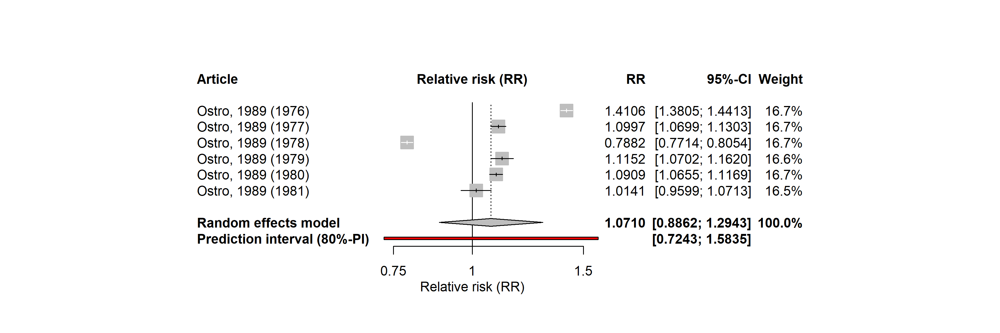 Article Relative risk (RR) RR 95%-CI Weight
Ostro, 1989 (1976) 1.4106 [1.3805; 1.4413] 16.7%
Ostro, 1989 (1977) 1.0997 [1.0699; 1.1303] 16.7%
Ostro, 1989 (1978) 0.7882 [0.7714; 0.8054] 16.7%
Ostro, 1989 (1979) 1.1152 [1.0702; 1.1620] 16.6%
Ostro, 1989 (1980) 1.0909 [1.0655; 1.1169] 16.7%
Ostro, 1989 (1981) 1.0141 [0.9599; 1.0713] 16.5%
Random effects model 1.0710 [0.8862; 1.2943] 100.0%
Prediction interval (80%-PI) [0.7243; 1.5835]
0.75 1 1.5
Relative risk (RR)